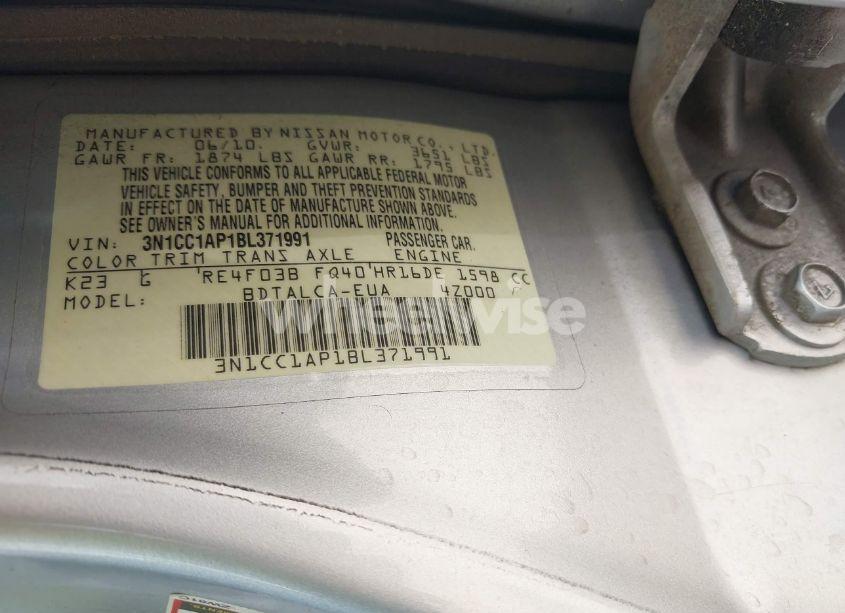 MANUFACTURED BY NISSAN MOTOR CO., LTD.
DATE: 06/10. GVWR: 3651 LBS
GAWR FR: 1874 LBS GAWR RR: 1795 LBS
THIS VEHICLE CONFORMS TO ALL APPLICABLE FEDERAL MOTOR
VEHICLE SAFETY, BUMPER AND THEFT PREVENTION STANDARDS
IN EFFECT ON THE DATE OF MANUFACTURE SHOWN ABOVE.
SEE OWNER'S MANUAL FOR ADDITIONAL INFORMATION.
VIN: 3N1CC1AP1BL371991 PASSENGER CAR.
COLOR TRIM TRANS AXLE ENGINE
K23 G 'RE4F03B FQ40'HR16DE 1598 CC
MODEL: BDTALCA-EUA 4Z000
wheelwise
3N1CC1AP1BL371991
4